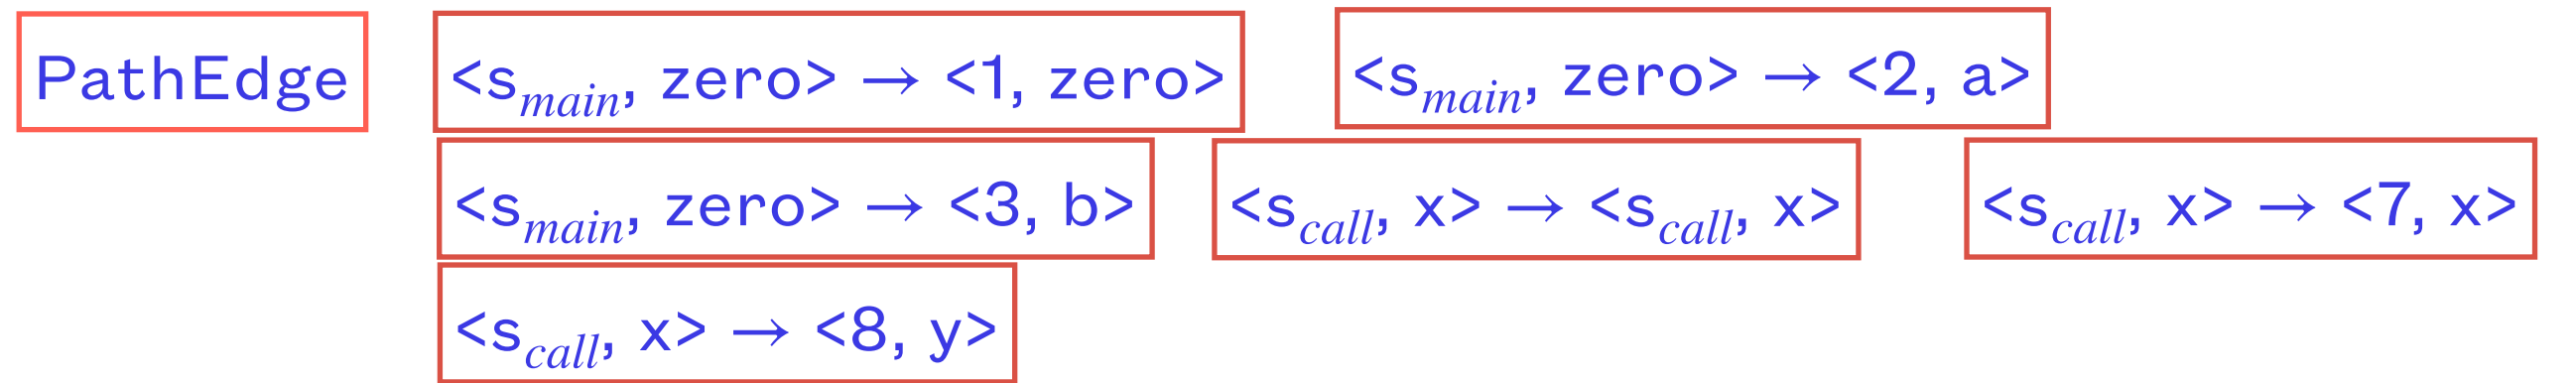 PathEdge <s_main, zero> → <1, zero> <s_main, zero> → <2, a>
<s_main, zero> → <3, b> <s_call, x> → <s_call, x> <s_call, x> → <7, x>
<s_call, x> → <8, y>